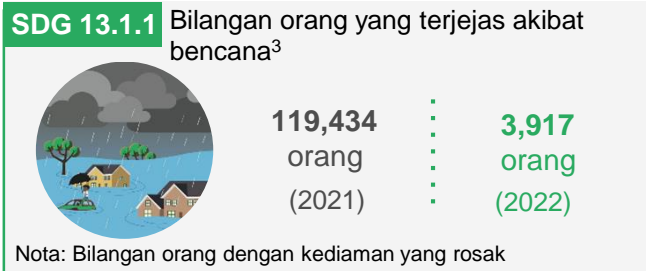 SDG 13.1.1 Bilangan orang yang terjejas akibat
bencana³
119,434
orang
(2021)
3,917
orang
(2022)
Nota: Bilangan orang dengan kediaman yang rosak